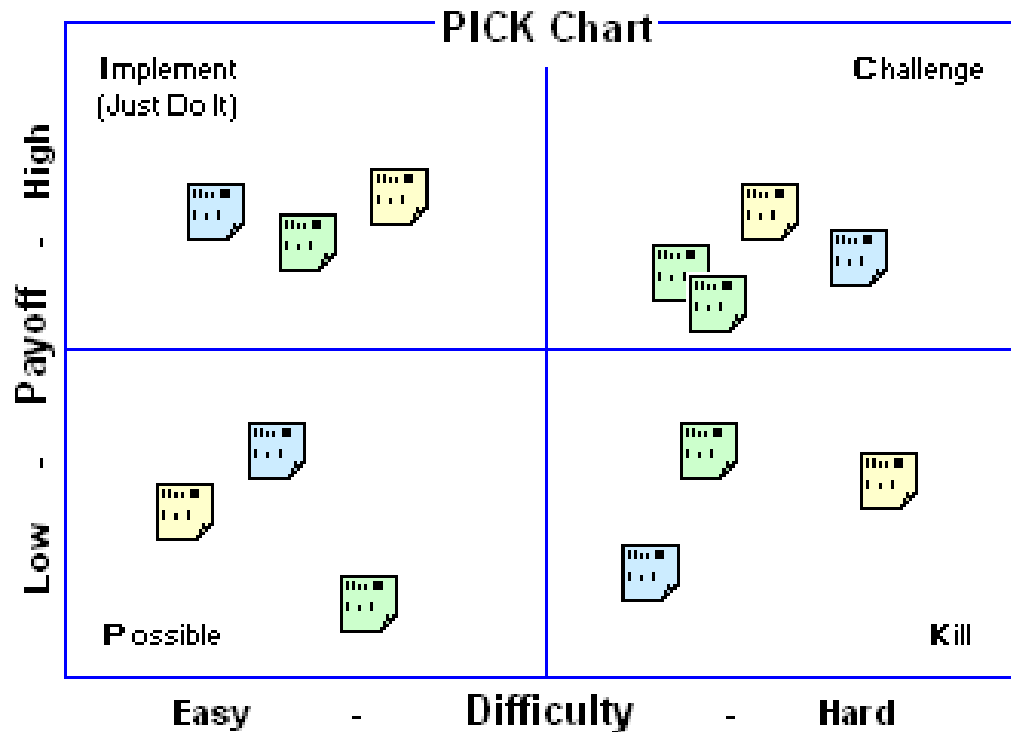 PICK Chart
Implement
(Just Do It)
Challenge
Low - Payoff - High
Possible
Kill
Easy - Difficulty - Hard